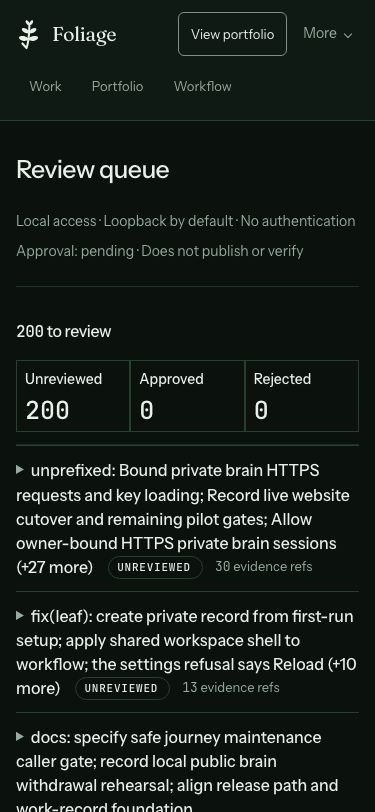 Foliage
View portfolio
More
Work
Portfolio
Workflow
Review queue
Local access · Loopback by default · No authentication
Approval: pending · Does not publish or verify
200 to review
Unreviewed
200
Approved
0
Rejected
0
unprefixed: Bound private brain HTTPS
requests and key loading; Record live website
cutover and remaining pilot gates; Allow
owner-bound HTTPS private brain sessions
(+27 more) UNREVIEWED 30 evidence refs
fix(leaf): create private record from first-run
setup; apply shared workspace shell to
workflow; the settings refusal says Reload (+10
more) UNREVIEWED 13 evidence refs
docs: specify safe journey maintenance
caller gate; record local public brain
withdrawal rehearsal; align release path and
work-record foundation